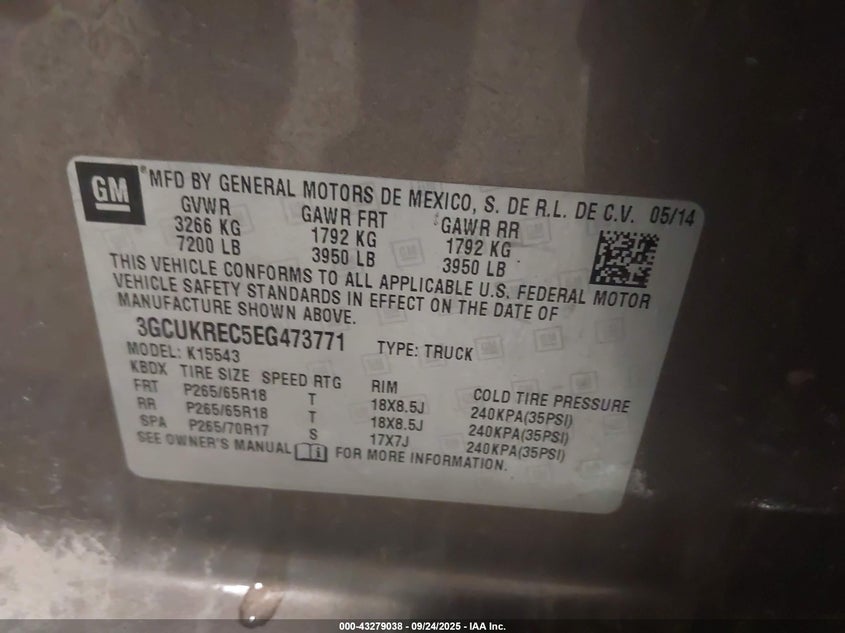 GM ® MFD BY GENERAL MOTORS DE MEXICO, S. DE R.L. DE C.V. 05/14
GVWR GAWR FRT GAWR RR
3266 KG 1792 KG 1792 KG
7200 LB 3950 LB 3950 LB
THIS VEHICLE CONFORMS TO ALL APPLICABLE U.S. FEDERAL MOTOR
VEHICLE SAFETY STANDARDS IN EFFECT ON THE DATE OF
MANUFACTURE SHOWN ABOVE.
3GCUKREC5EG473771 TYPE: TRUCK
MODEL: K15543
KBDX TIRE SIZE SPEED RTG RIM COLD TIRE PRESSURE
FRT P265/65R18 T 18X8.5J 240KPA(35PSI)
RR P265/65R18 T 18X8.5J 240KPA(35PSI)
SPA P265/70R17 S 17X7J 240KPA(35PSI)
SEE OWNER'S MANUAL FOR MORE INFORMATION.
000-43279038 - 09/24/2025 - IAA Inc.